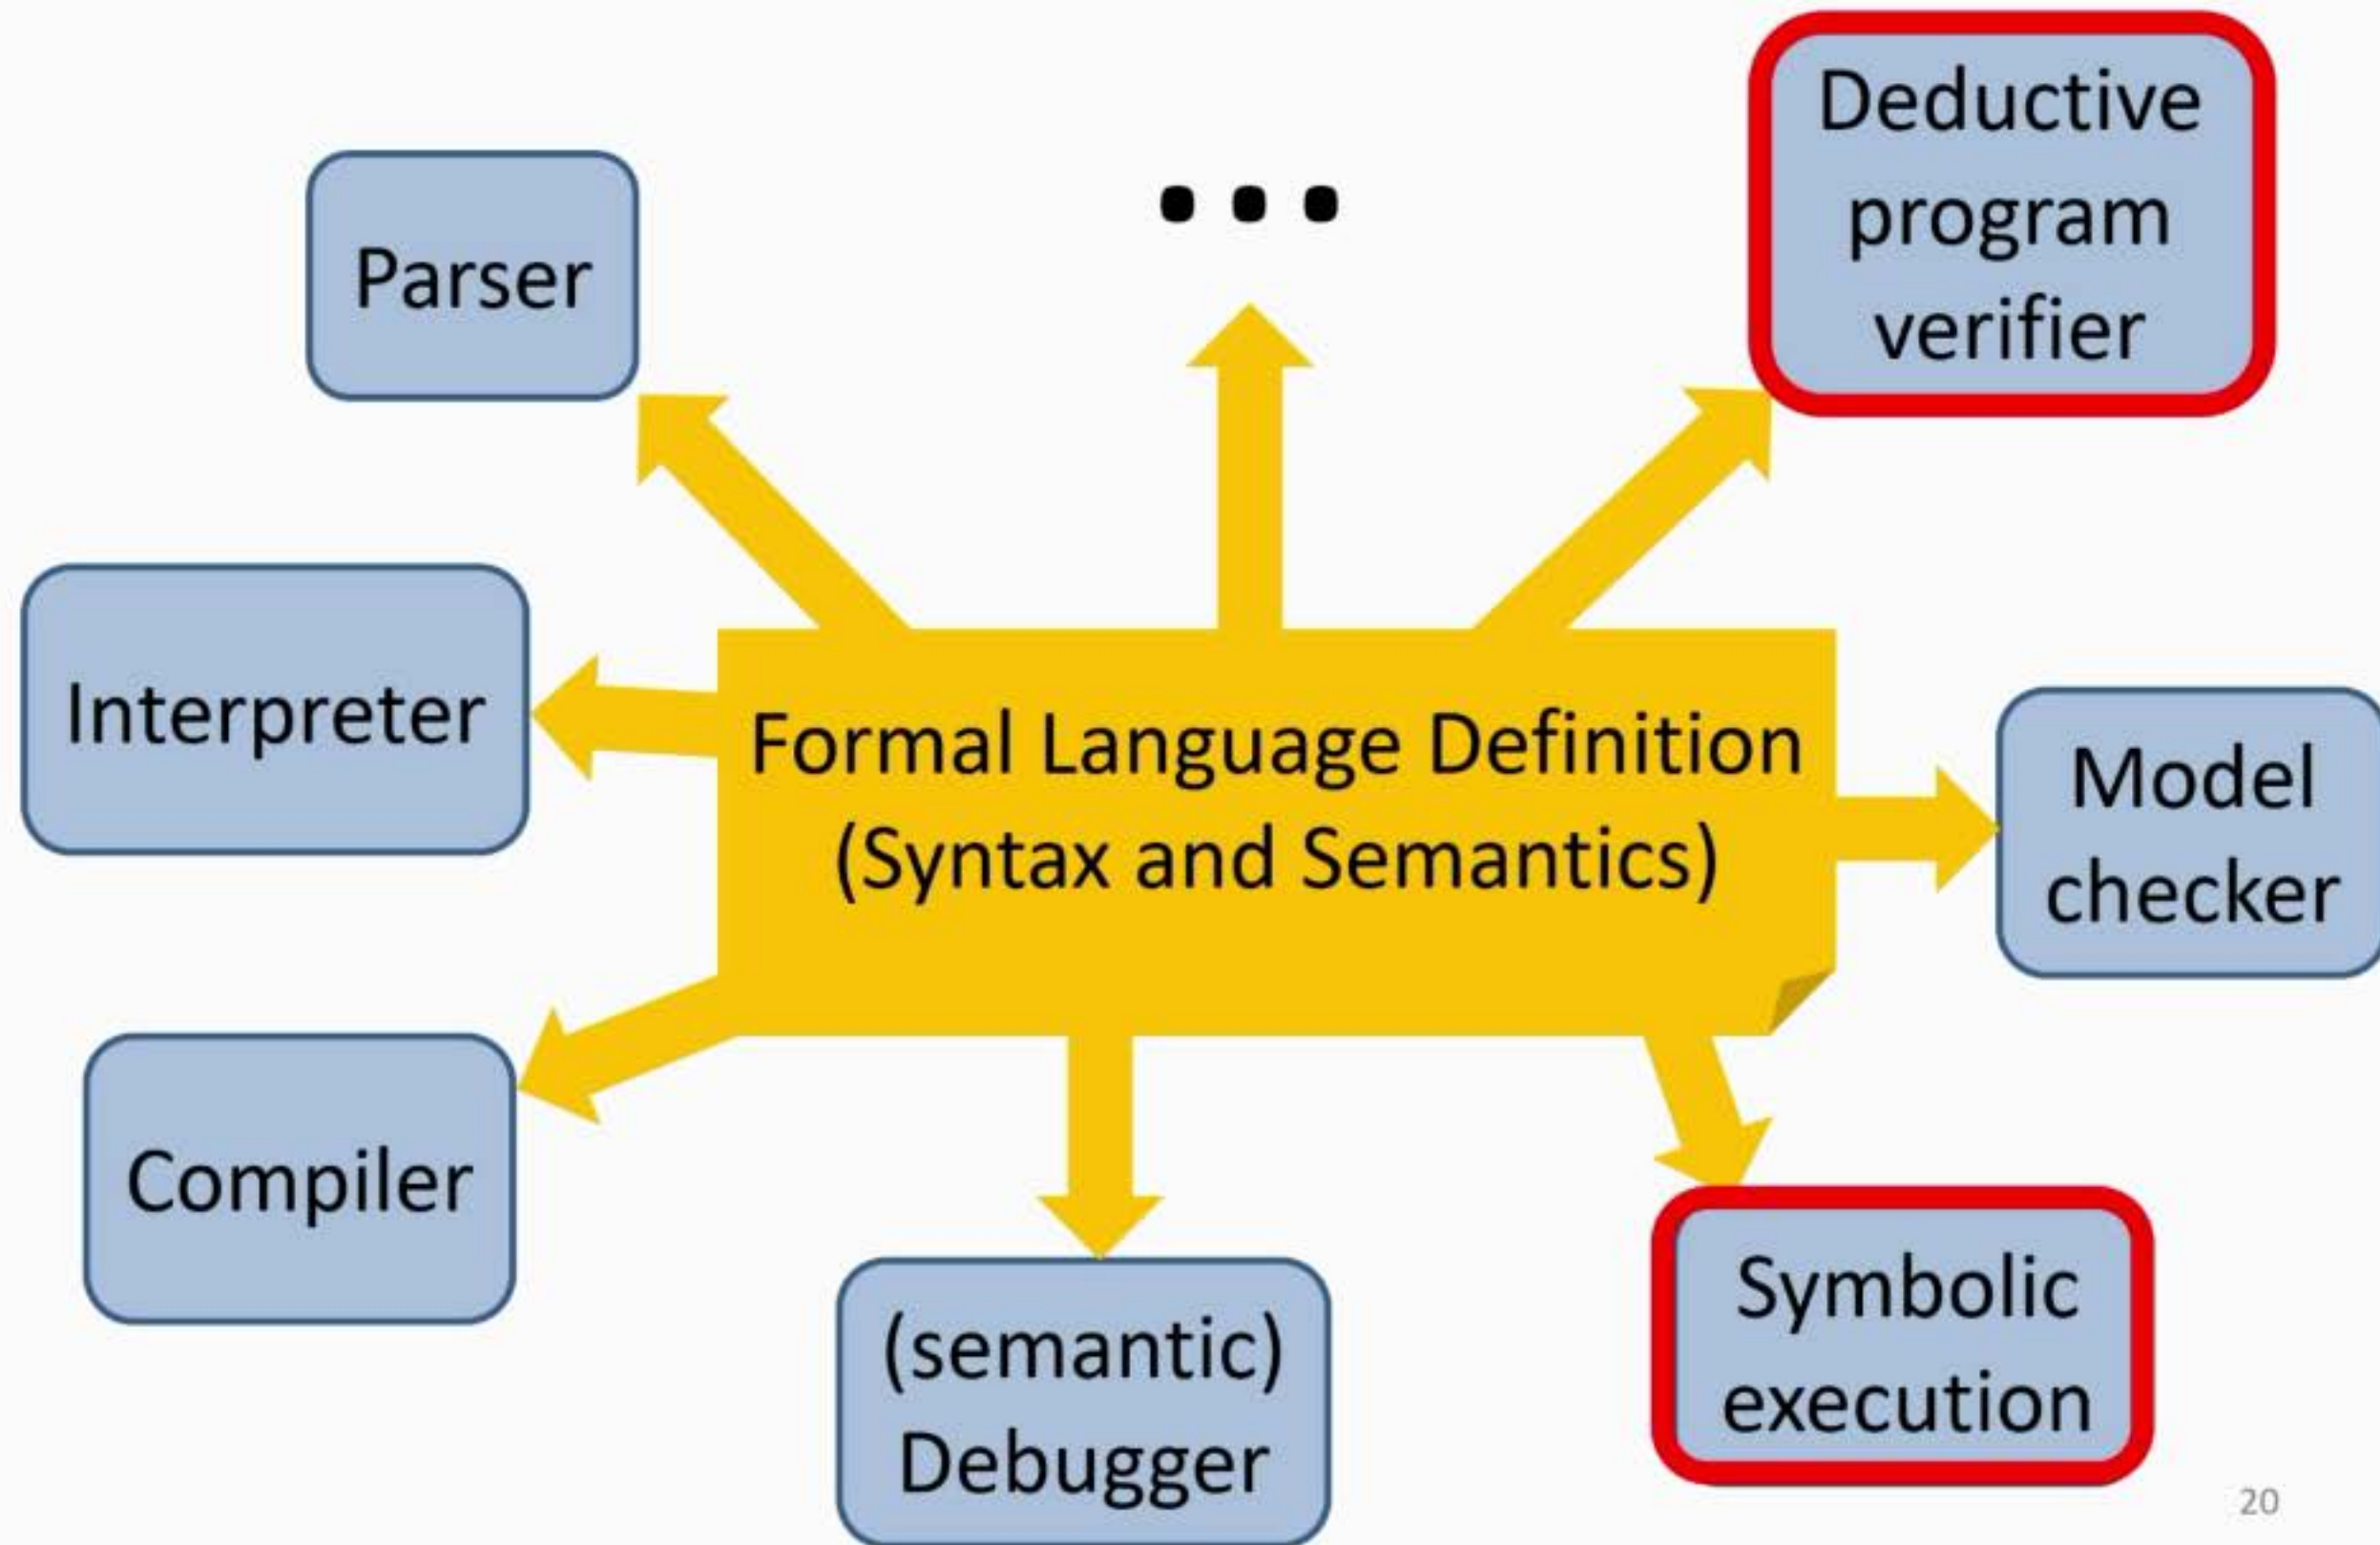 Deductive
program
verifier
Parser
...
Interpreter
Formal Language Definition
(Syntax and Semantics)
Model
checker
Compiler
(semantic)
Debugger
Symbolic
execution
20